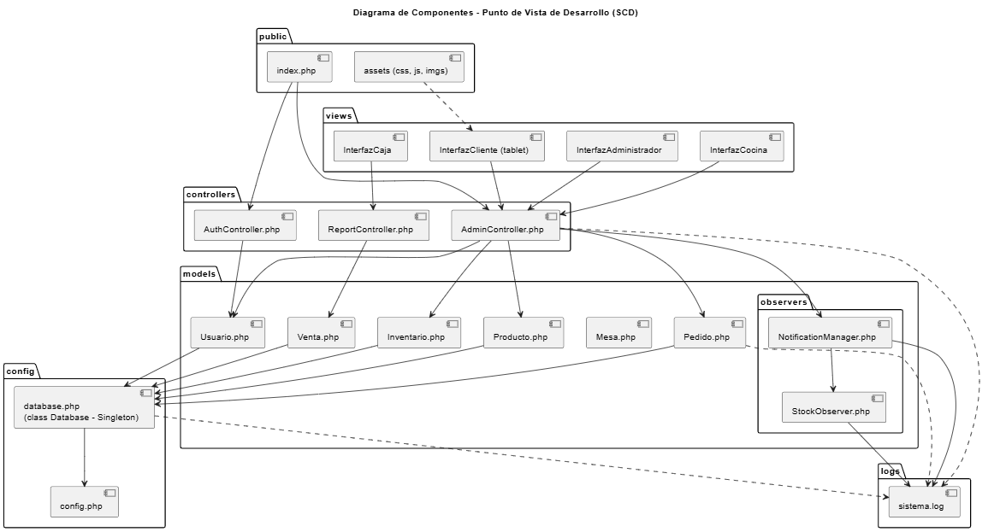 Diagrama de Componentes - Punto de Vista de Desarrollo (SCD)
public
index.php
assets (css, js, imgs)
views
InterfazCaja
InterfazCliente (tablet)
InterfazAdministrador
InterfazCocina
controllers
AuthController.php
ReportController.php
AdminController.php
models
observers
Usuario.php
Venta.php
Inventario.php
Producto.php
Mesa.php
Pedido.php
NotificationManager.php
config
database.php
(class Database - Singleton)
StockObserver.php
logs
config.php
sistema.log